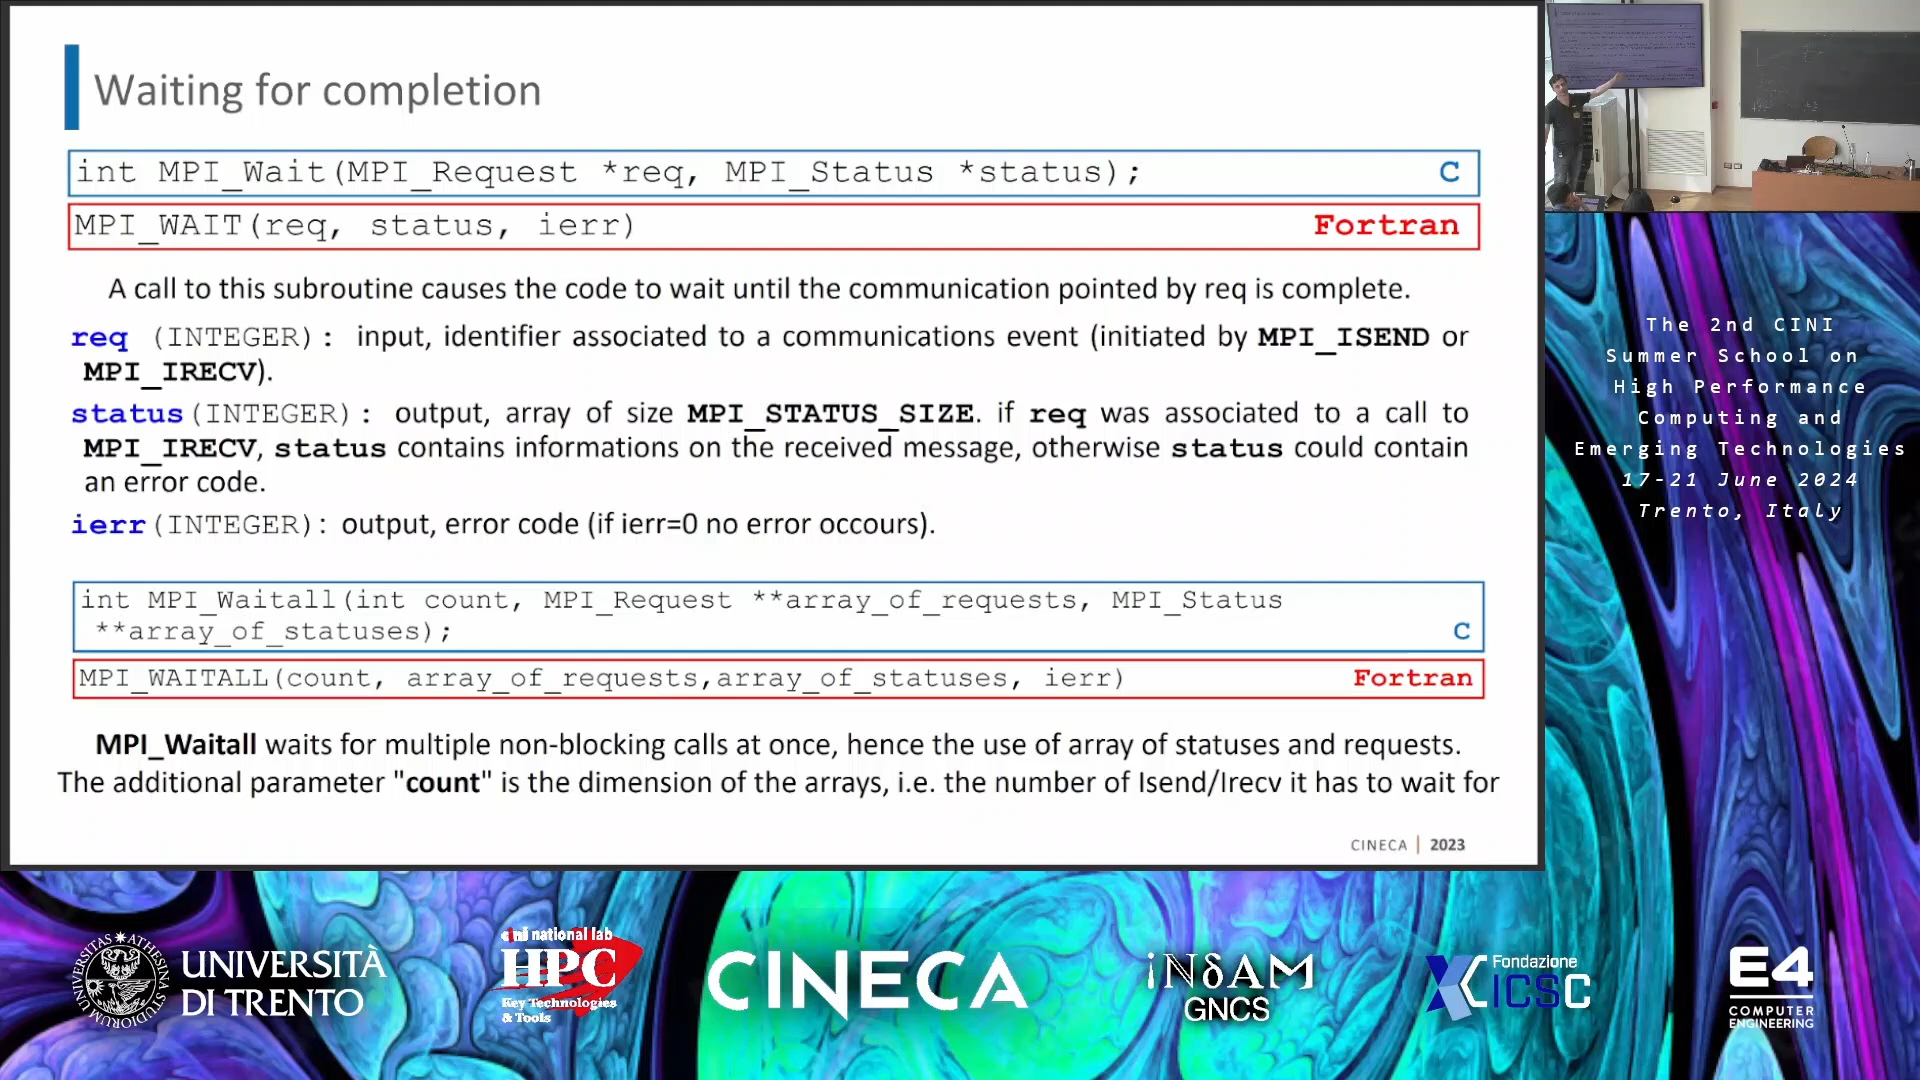 Waiting for completion
int MPI_Wait(MPI_Request *req, MPI_Status *status); C
MPI_WAIT(req, status, ierr) Fortran
A call to this subroutine causes the code to wait until the communication pointed by req is complete.
req (INTEGER): input, identifier associated to a communications event (initiated by MPI_ISEND or
MPI_IRECV).
status(INTEGER): output, array of size MPI_STATUS_SIZE. if req was associated to a call to
MPI_IRECV, status contains informations on the received message, otherwise status could contain
an error code.
ierr(INTEGER): output, error code (if ierr=0 no error occours).
int MPI_Waitall(int count, MPI_Request **array_of_requests, MPI_Status
**array_of_statuses); C
MPI_WAITALL(count, array_of_requests,array_of_statuses, ierr) Fortran
MPI_Waitall waits for multiple non-blocking calls at once, hence the use of array of statuses and requests.
The additional parameter "count" is the dimension of the arrays, i.e. the number of Isend/Irecv it has to wait for
CINECA | 2023
The 2nd CINI
Summer School on
High Performance
Computing and
Emerging Technologies
17-21 June 2024
Trento, Italy
UNIVERSITÀ
DI TRENTO
cini national lab
HPC
Key Technologies
& Tools
CINECA
iNδAM
GNCS
Fondazione
ICSC
E4
COMPUTER
ENGINEERING